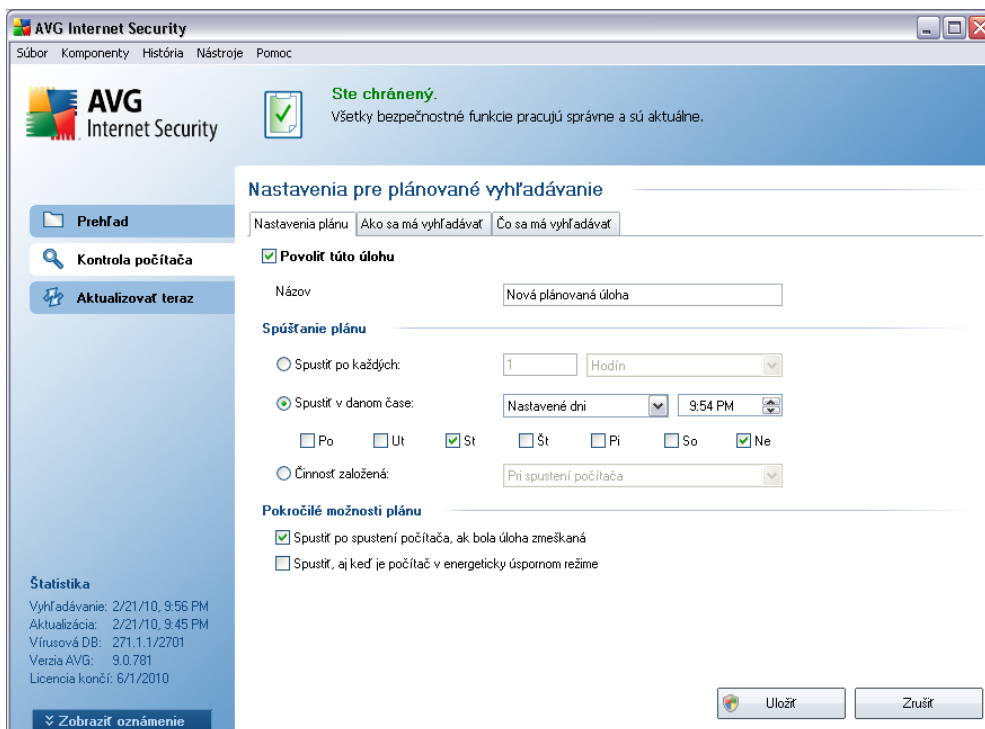 AVG Internet Security
Súbor Komponenty História Nástroje Pomoc
AVG
Internet Security
Ste chránený.
Všetky bezpečnostné funkcie pracujú správne a sú aktuálne.
Prehľad
Kontrola počítača
Aktualizovať teraz
Nastavenia pre plánované vyhľadávanie
Nastavenia plánu Ako sa má vyhľadávať Čo sa má vyhľadávať
Povoliť túto úlohu
Názov Nová plánovaná úloha
Spúšťanie plánu
Spustiť po každých: 1 Hodín
Spustiť v danom čase: Nastavené dni 9:54 PM
Po Ut St Št Pi So Ne
Činnosť založená: Pri spustení počítača
Pokročilé možnosti plánu
Spustiť po spustení počítača, ak bola úloha zmeškaná
Spustiť, aj keď je počítač v energeticky úspornom režime
Štatistika
Vyhľadávanie: 2/21/10, 9:56 PM
Aktualizácia: 2/21/10, 9:45 PM
Vírusová DB: 271.1.1/2701
Verzia AVG: 9.0.781
Licencia končí: 6/1/2010
Zobraziť oznámenie
Uložiť Zrušiť